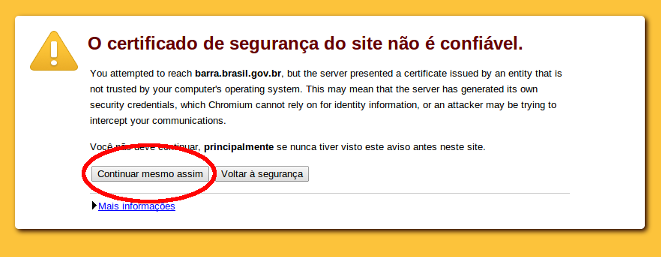 O certificado de segurança do site não é confiável.
You attempted to reach barra.brasil.gov.br, but the server presented a certificate issued by an entity that is
not trusted by your computer's operating system. This may mean that the server has generated its own
security credentials, which Chromium cannot rely on for identity information, or an attacker may be trying to
intercept your communications.
Você não deve continuar, principalmente se nunca tiver visto este aviso antes neste site.
Continuar mesmo assim Voltar à segurança
Mais informações